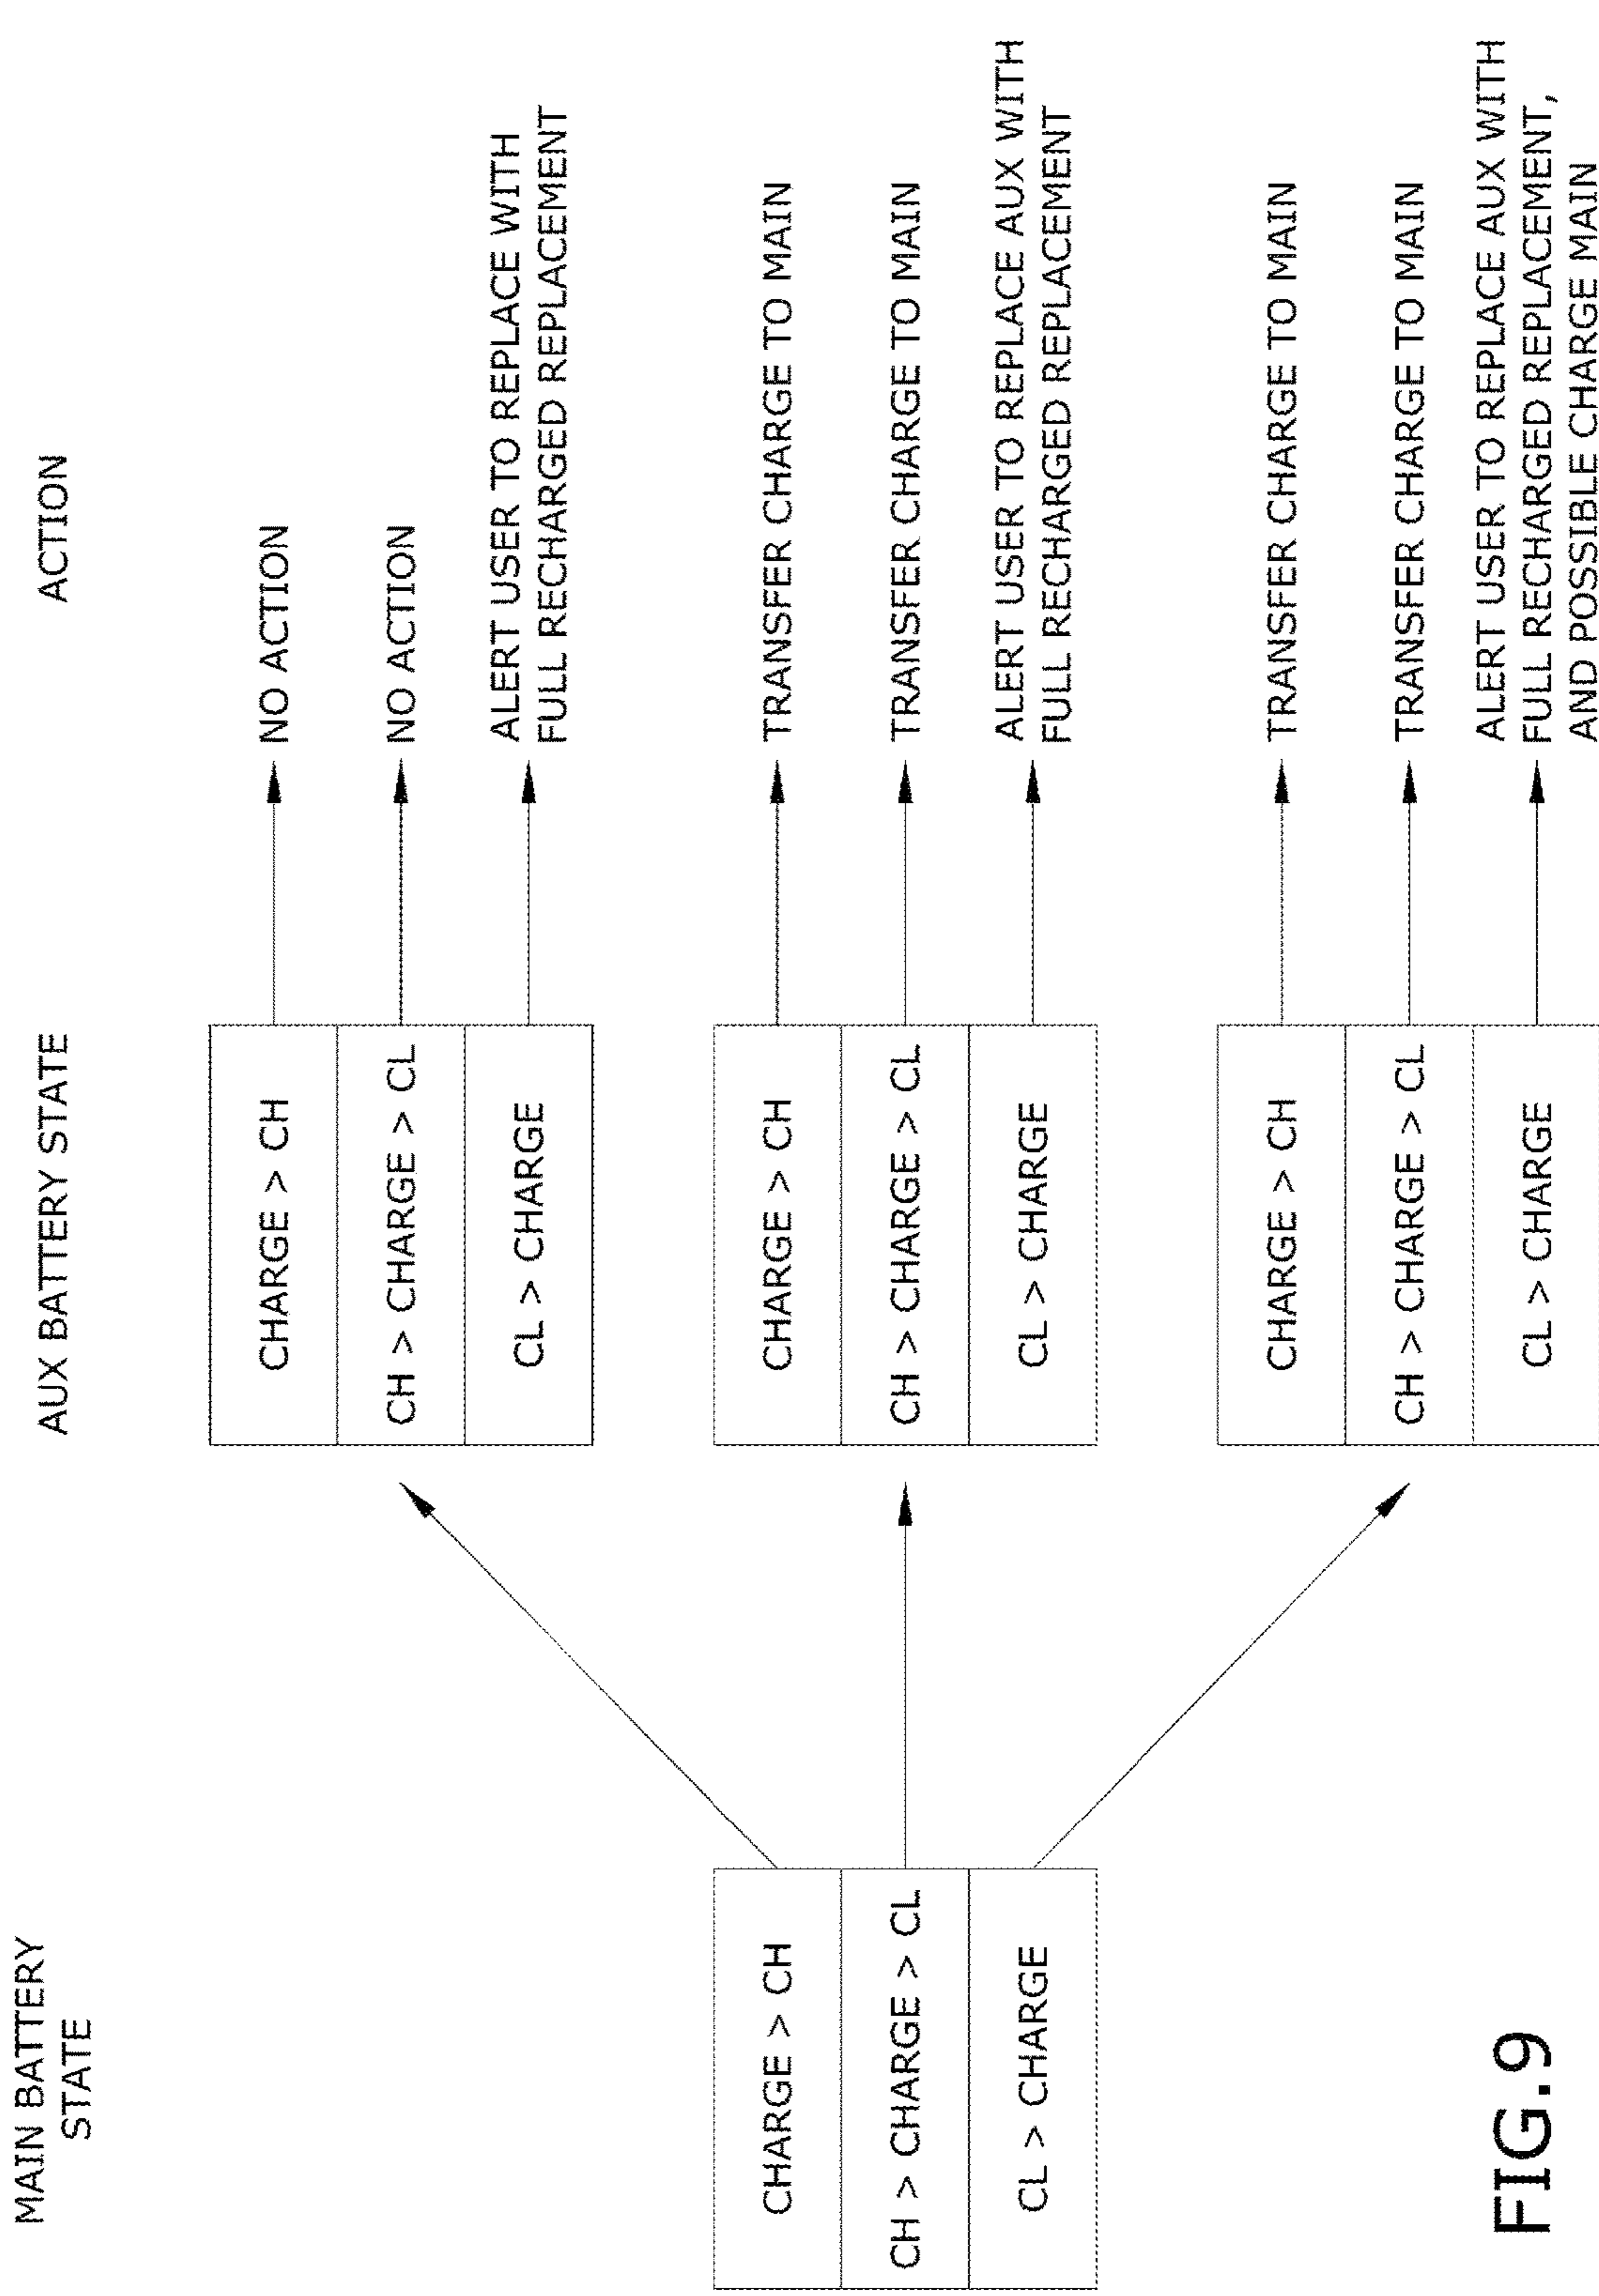 MAIN BATTERY
STATE
AUX BATTERY STATE
ACTION
CHARGE > CH
CH > CHARGE > CL
CL > CHARGE
CHARGE > CH
CH > CHARGE > CL
CL > CHARGE
NO ACTION
NO ACTION
ALERT USER TO REPLACE WITH
FULL RECHARGED REPLACEMENT
CHARGE > CH
CH > CHARGE > CL
CL > CHARGE
TRANSFER CHARGE TO MAIN
TRANSFER CHARGE TO MAIN
ALERT USER TO REPLACE AUX WITH
FULL RECHARGED REPLACEMENT
CHARGE > CH
CH > CHARGE > CL
CL > CHARGE
TRANSFER CHARGE TO MAIN
TRANSFER CHARGE TO MAIN
ALERT USER TO REPLACE AUX WITH
FULL RECHARGED REPLACEMENT,
AND POSSIBLE CHARGE MAIN
FIG.9